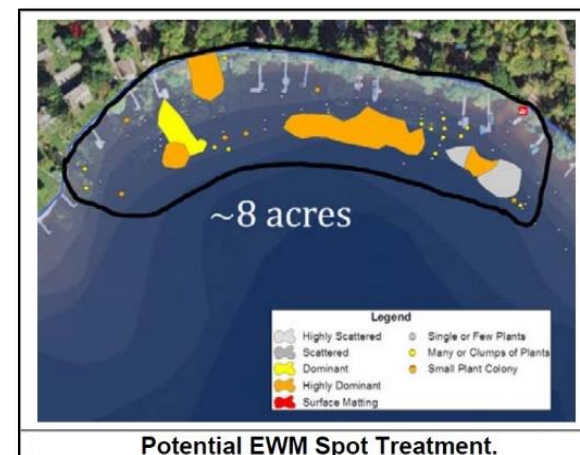 ~8 acres
Legend
Highly Scattered
Scattered
Dominant
Highly Dominant
Surface Matting
Single or Few Plants
Many or Clumps of Plants
Small Plant Colony
Potential EWM Spot Treatment.